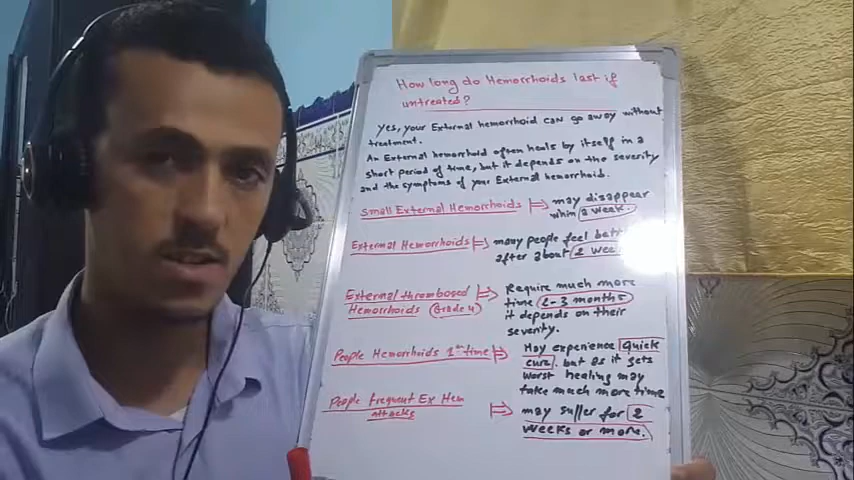 How long do Hemorrhoids last if
untreated?
Yes, your External hemorrhoid can go away without
treatment.
An External hemorrhoid often heals by itself in a
short period of time, but it depends on the severity
and the symptoms of your External hemorrhoid.
Small External Hemorrhoids
may disappear
whin a week.
External Hemorrhoids
many people feel bett
after about 2 Wee
External thrombosed
Hemorrhoids (Grade 4)
Require much more
time 2-3 months
it depends on their
severity.
People Hemorrhoids 1st time
May experience quick
cure. but as it gets
worst healing may
take much more time
People frequent Ex Hem
attacks
may suffer for 2
weeks or more.